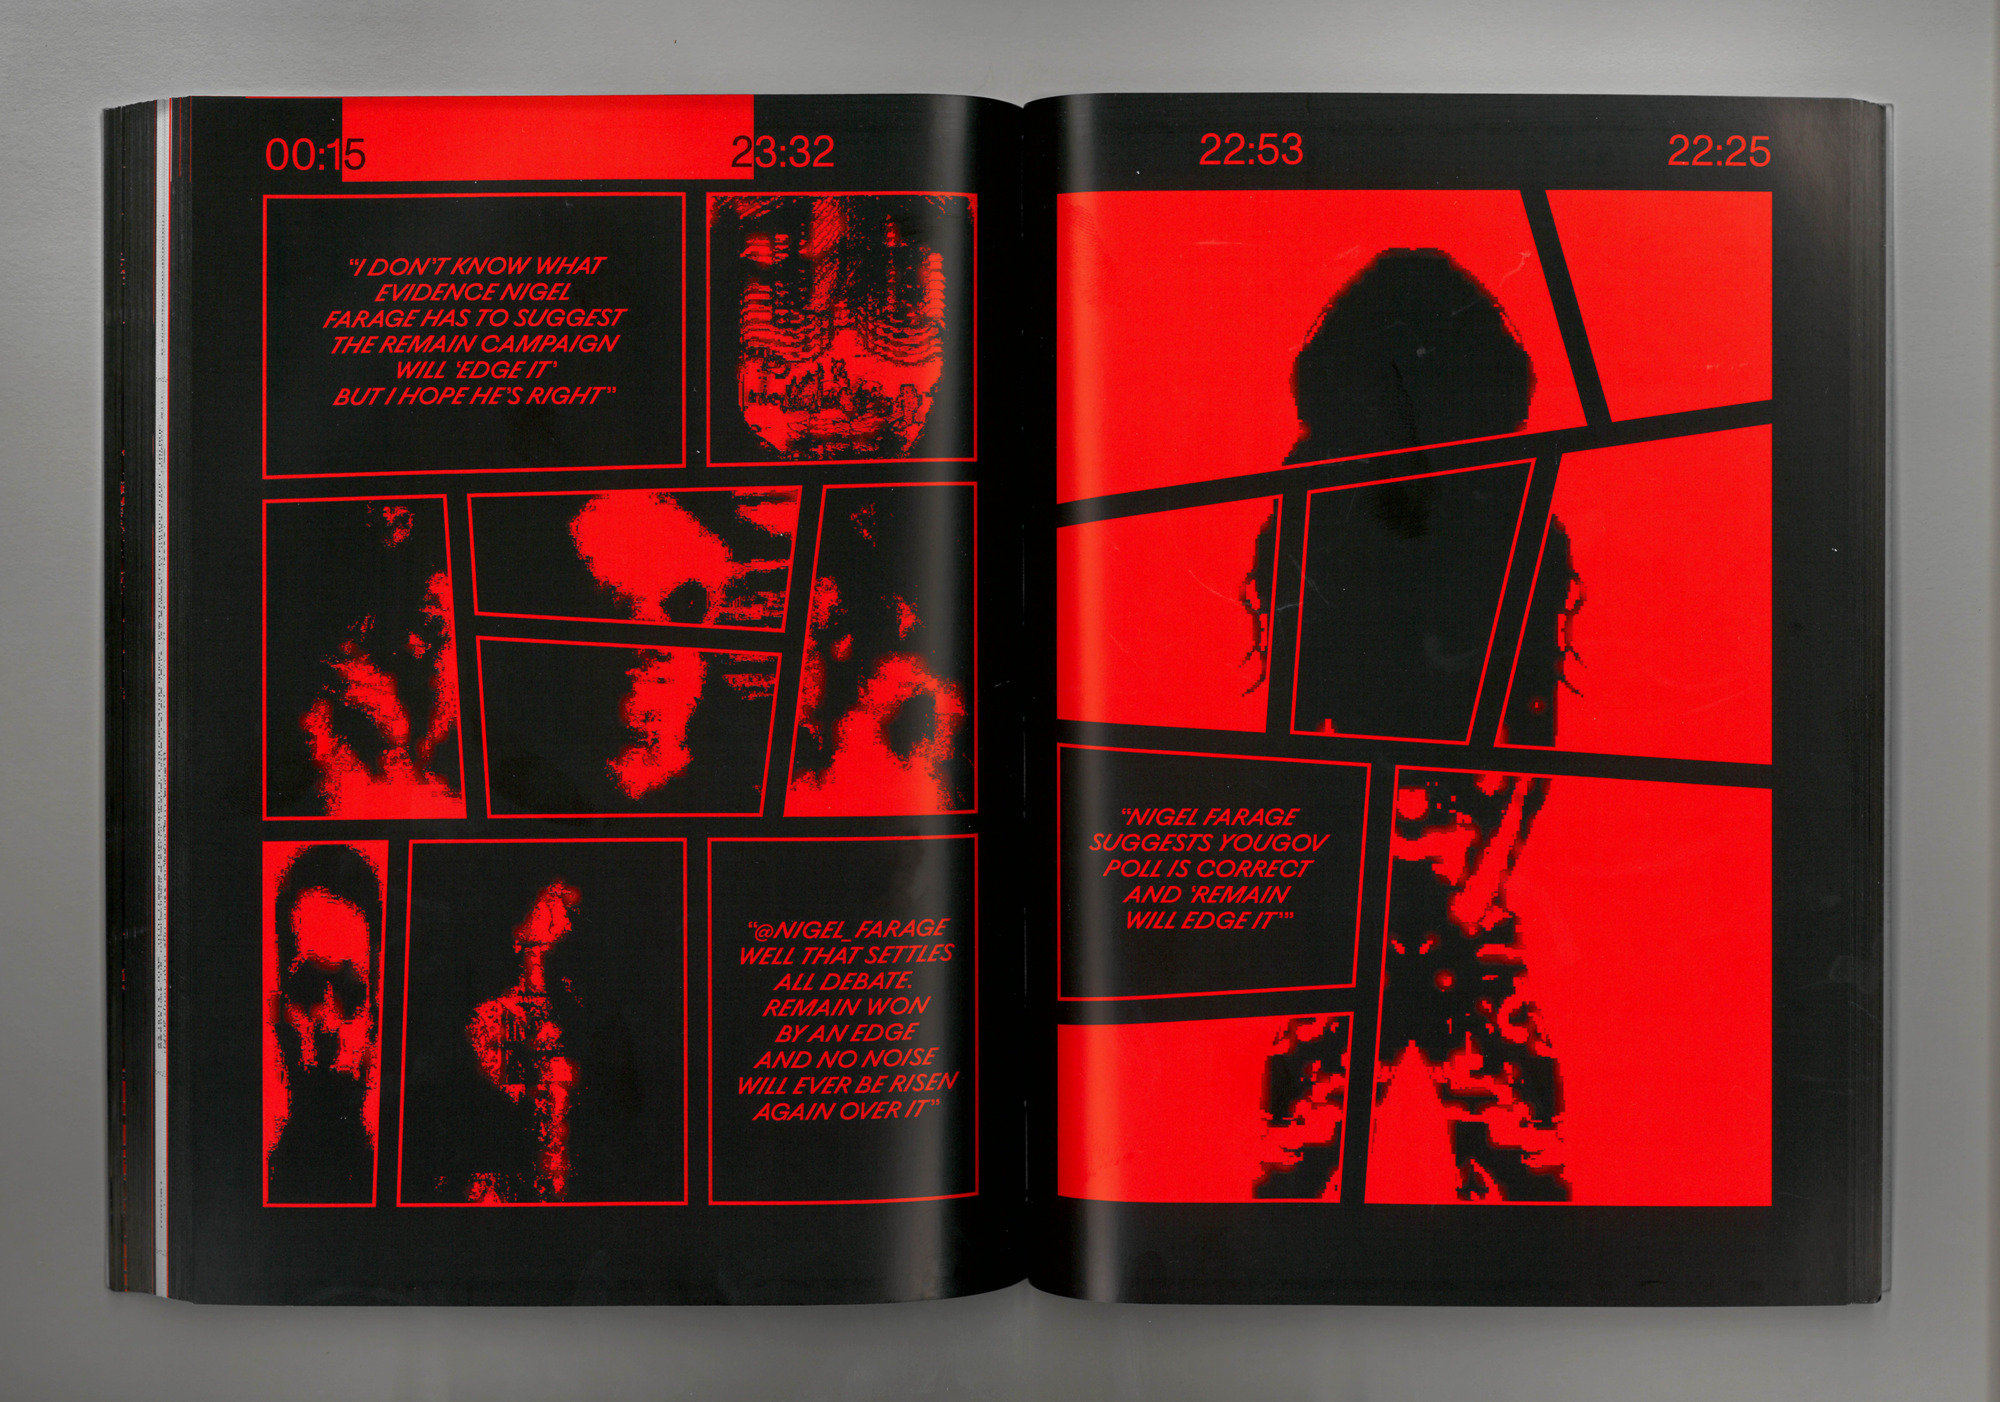 00:15
23:32
“I DON’T KNOW WHAT
EVIDENCE NIGEL
FARAGE HAS TO SUGGEST
THE REMAIN CAMPAIGN
WILL ‘EDGE IT’
BUT I HOPE HE’S RIGHT”
“@NIGEL_FARAGE
WELL THAT SETTLES
ALL DEBATE.
REMAIN WON
BY AN EDGE
AND NO NOISE
WILL EVER BE RISEN
AGAIN OVER IT”
22:53
22:25
“NIGEL FARAGE
SUGGESTS YOUGOV
POLL IS CORRECT
AND ‘REMAIN
WILL EDGE IT’”